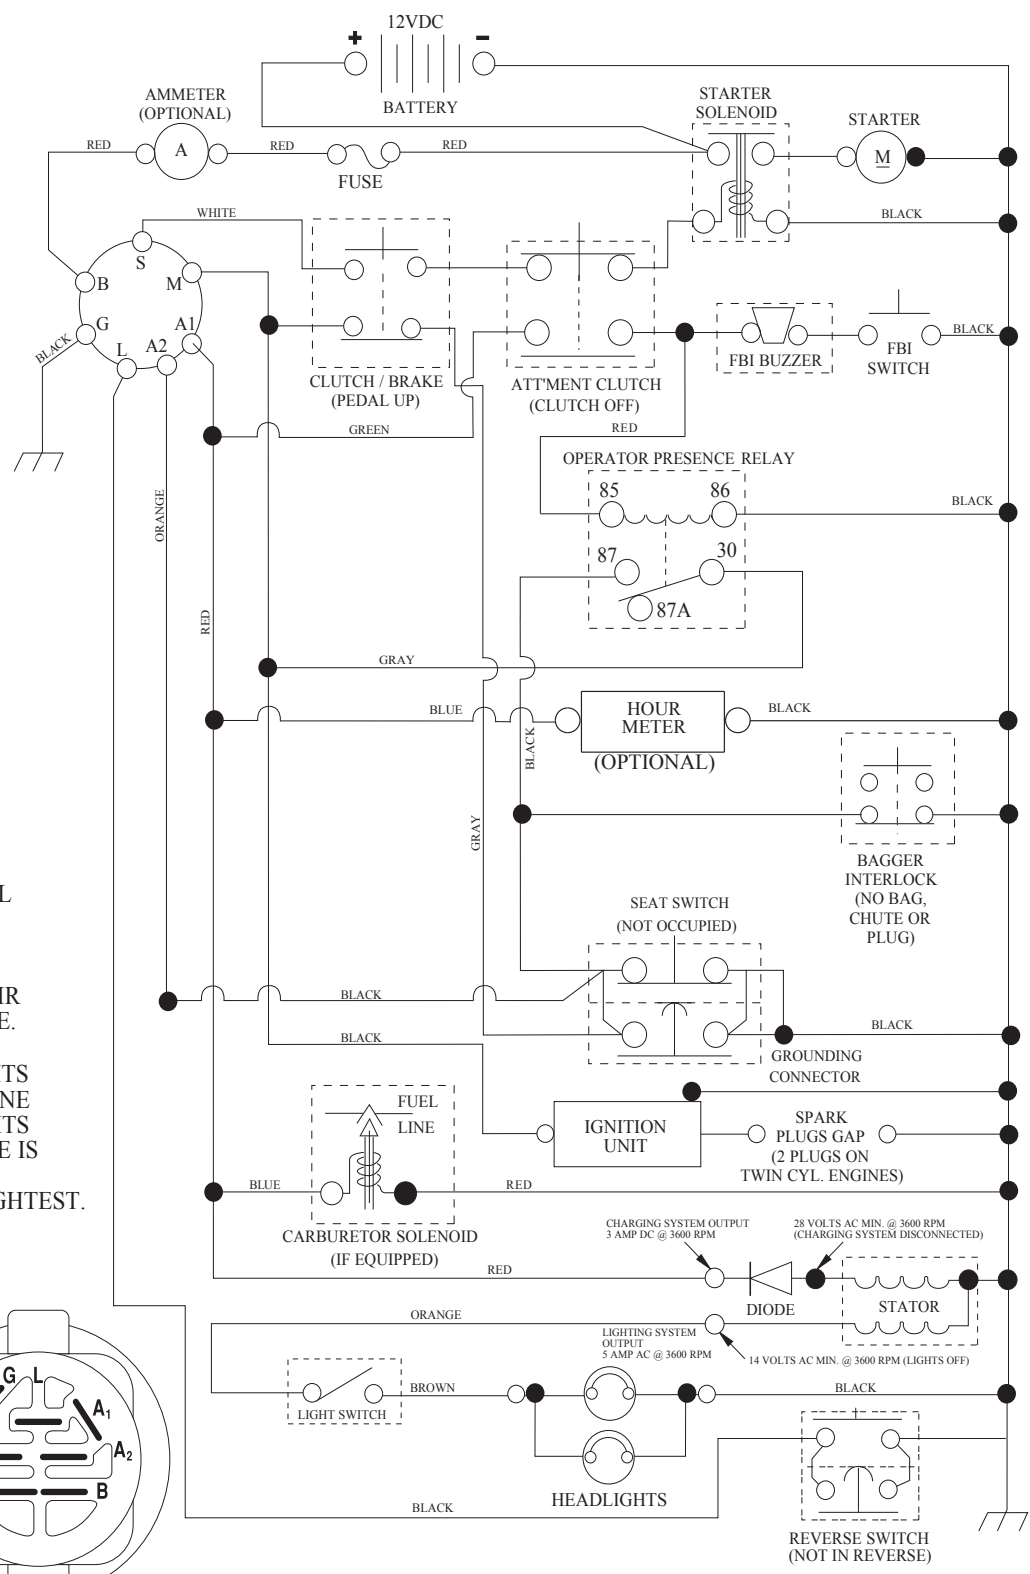 12VDC
+
-
BATTERY
AMMETER
(OPTIONAL)
RED
A
RED
FUSE
RED
STARTER
SOLENOID
STARTER
M
BLACK
WHITE
S
B
M
G
A1
L
A2
BLACK
CLUTCH / BRAKE
(PEDAL UP)
ATT'MENT CLUTCH
(CLUTCH OFF)
FBI BUZZER
FBI
SWITCH
BLACK
GREEN
RED
OPERATOR PRESENCE RELAY
85
86
BLACK
87
30
87A
ORANGE
RED
GRAY
BLUE
HOUR
METER
(OPTIONAL)
BLACK
BLACK
GRAY
BAGGER
INTERLOCK
(NO BAG,
CHUTE OR
PLUG)
SEAT SWITCH
(NOT OCCUPIED)
L
IR
E.
BLACK
BLACK
BLACK
GROUNDING
CONNECTOR
TS
NE
TS
E IS
GHTEST.
FUEL
LINE
IGNITION
UNIT
SPARK
PLUGS GAP
(2 PLUGS ON
TWIN CYL. ENGINES)
BLUE
RED
CARBURETOR SOLENOID
(IF EQUIPPED)
CHARGING SYSTEM OUTPUT
3 AMP DC @ 3600 RPM
28 VOLTS AC MIN. @ 3600 RPM
(CHARGING SYSTEM DISCONNECTED)
RED
DIODE
STATOR
ORANGE
LIGHTING SYSTEM
OUTPUT
5 AMP AC @ 3600 RPM
14 VOLTS AC MIN. @ 3600 RPM (LIGHTS OFF)
LIGHT SWITCH
BROWN
BLACK
HEADLIGHTS
G L
A1
A2
B
BLACK
REVERSE SWITCH
(NOT IN REVERSE)